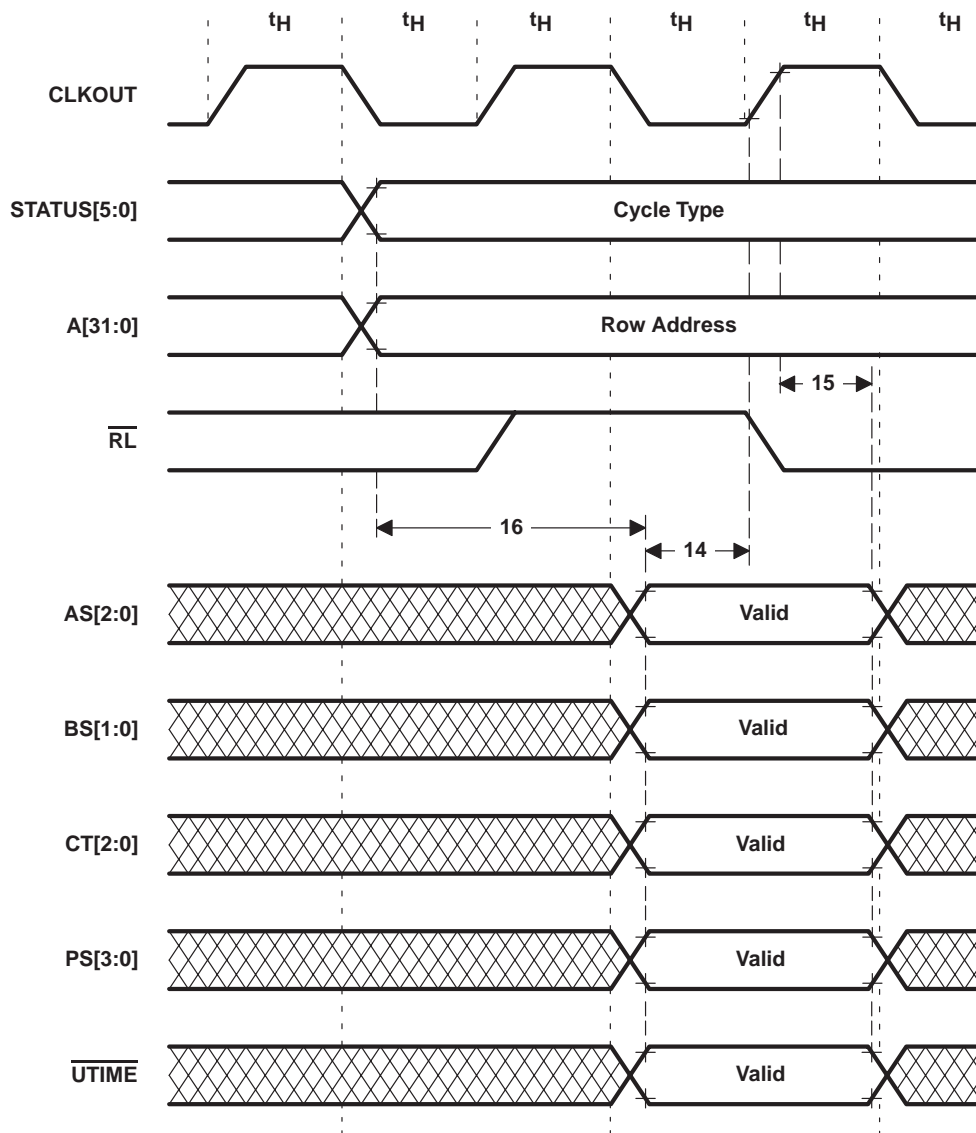 tH tH tH tH tH tH
CLKOUT
STATUS[5:0] Cycle Type
A[31:0] Row Address
15
RL
16
14
AS[2:0] Valid
BS[1:0] Valid
CT[2:0] Valid
PS[3:0] Valid
UTIME Valid